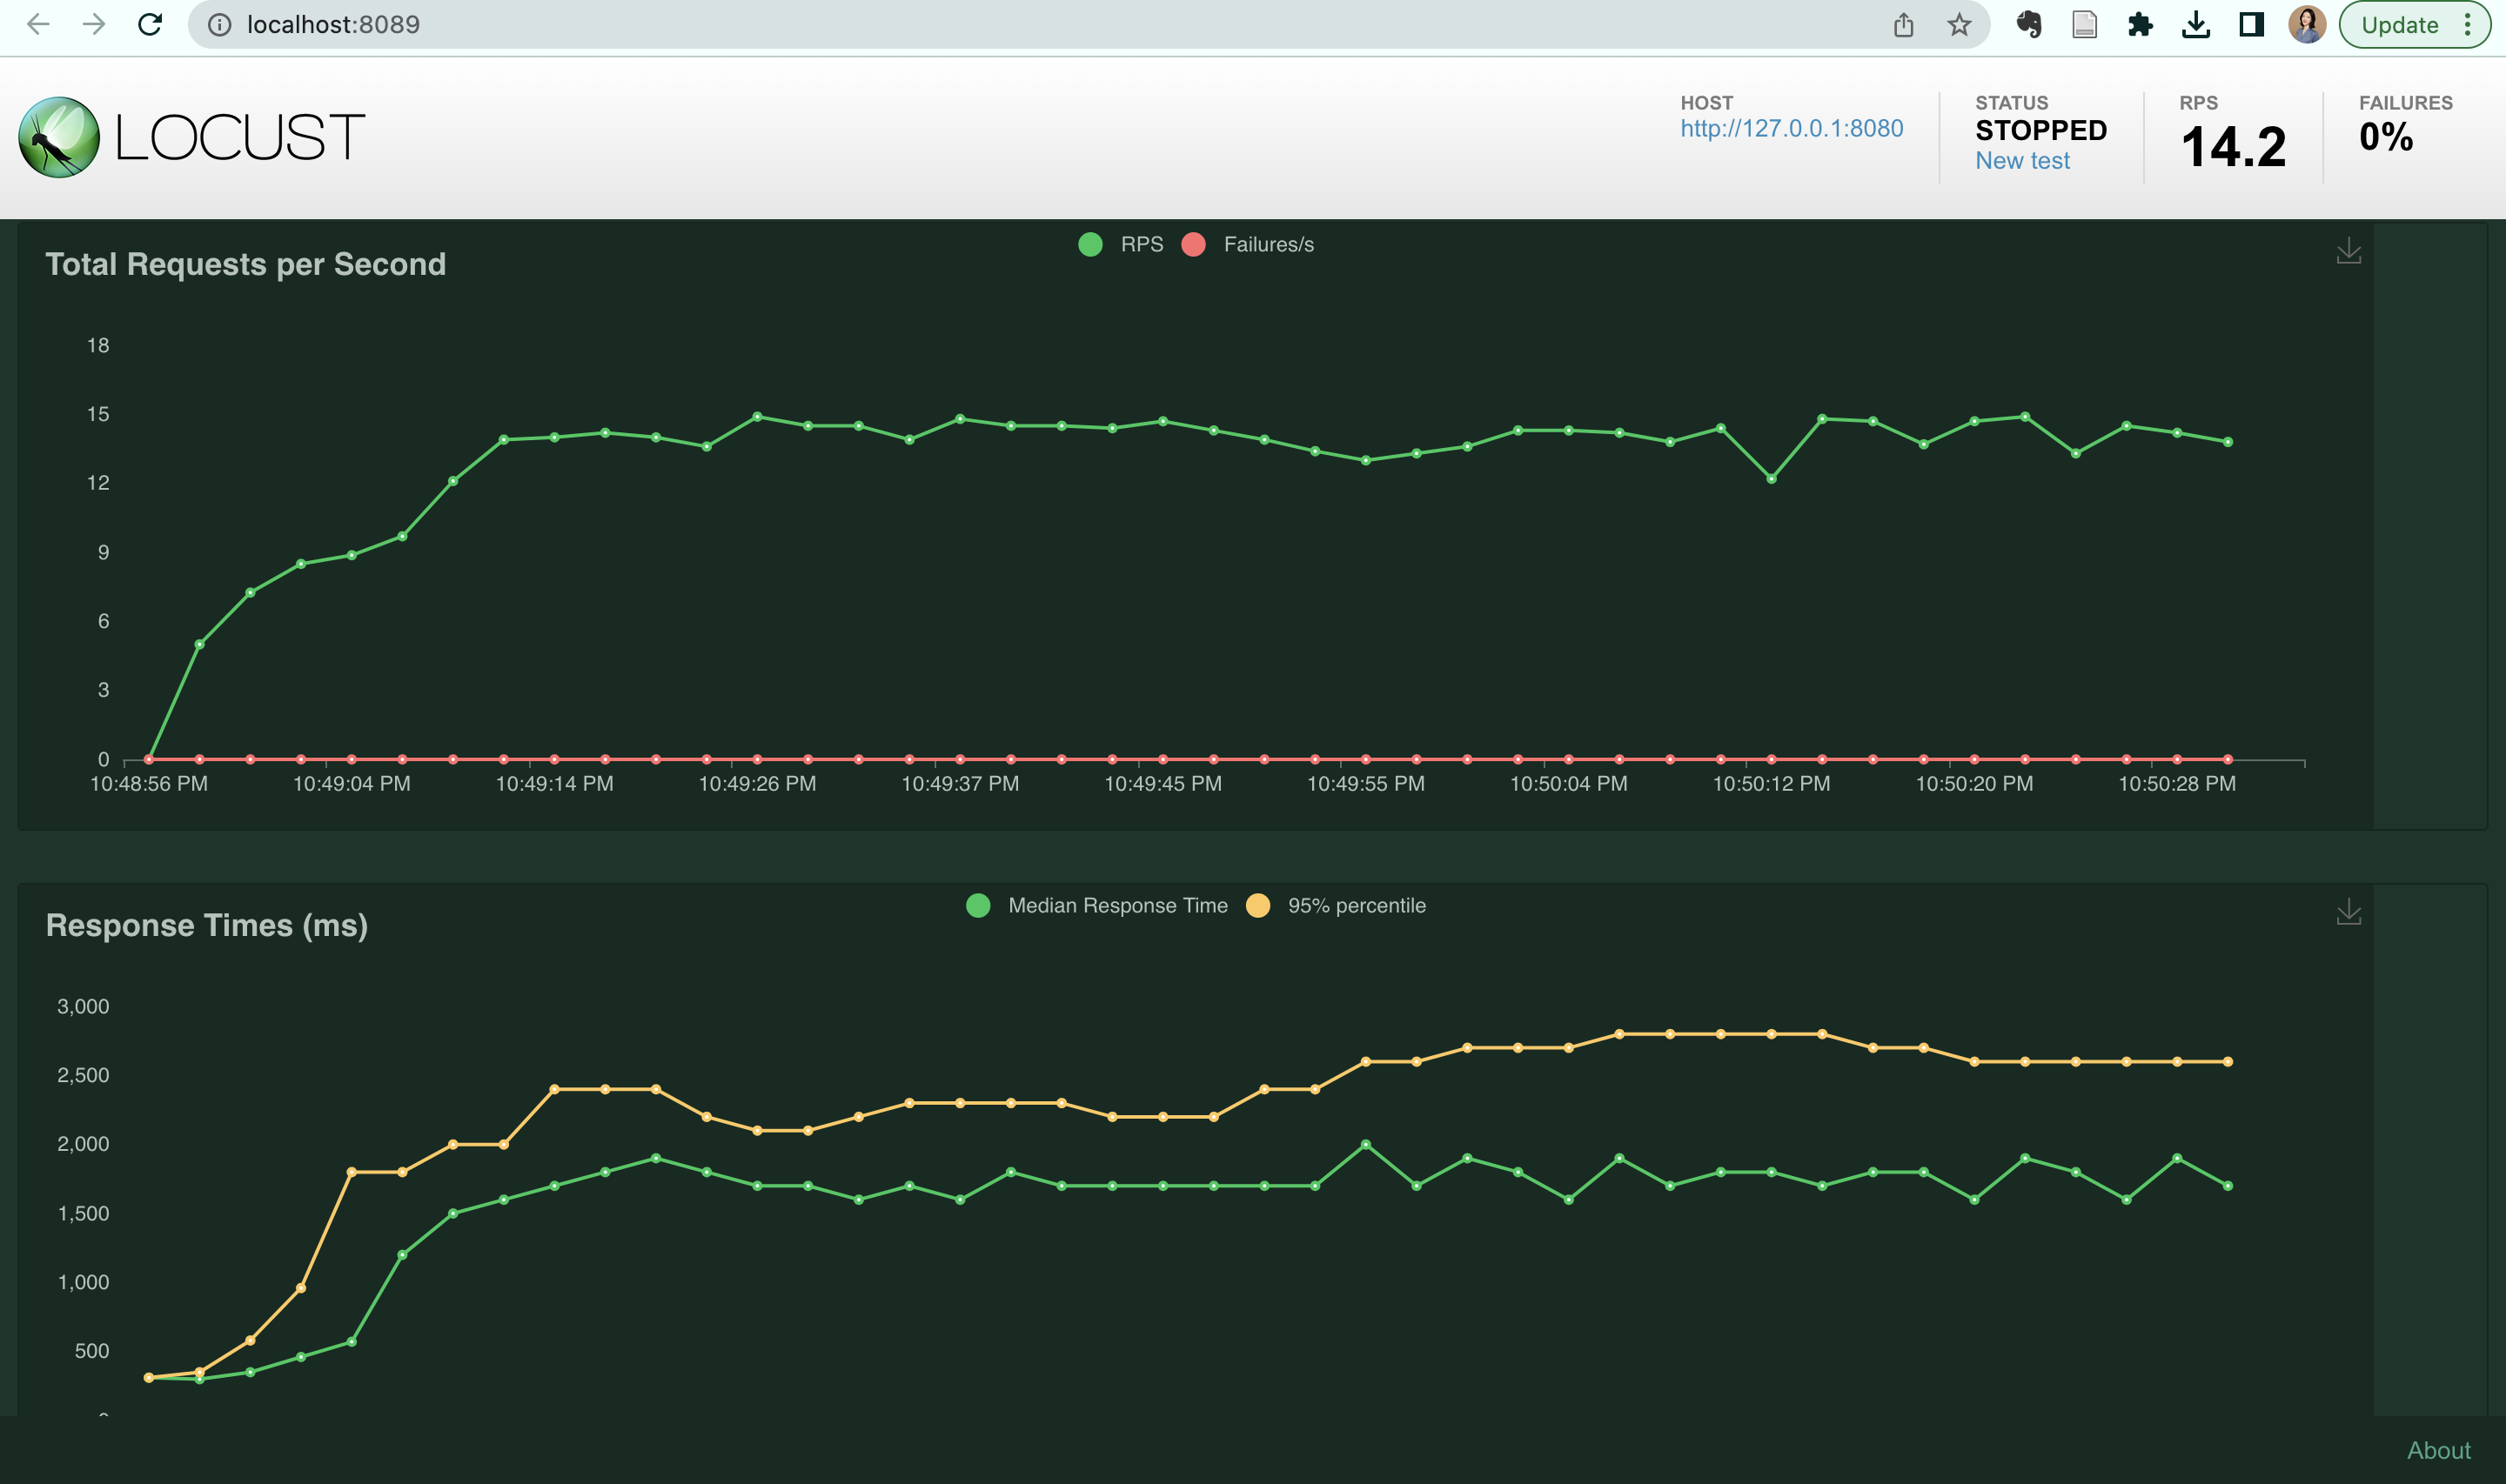 localhost:8089
Update
LOCUST
HOST
http://127.0.0.1:8080
STATUS
STOPPED
New test
RPS
14.2
FAILURES
0%
Total Requests per Second
RPS Failures/s
18
15
12
9
6
3
0
10:48:56 PM 10:49:04 PM 10:49:14 PM 10:49:26 PM 10:49:37 PM 10:49:45 PM 10:49:55 PM 10:50:04 PM 10:50:12 PM 10:50:20 PM 10:50:28 PM
Response Times (ms)
Median Response Time 95% percentile
3,000
2,500
2,000
1,500
1,000
500
About